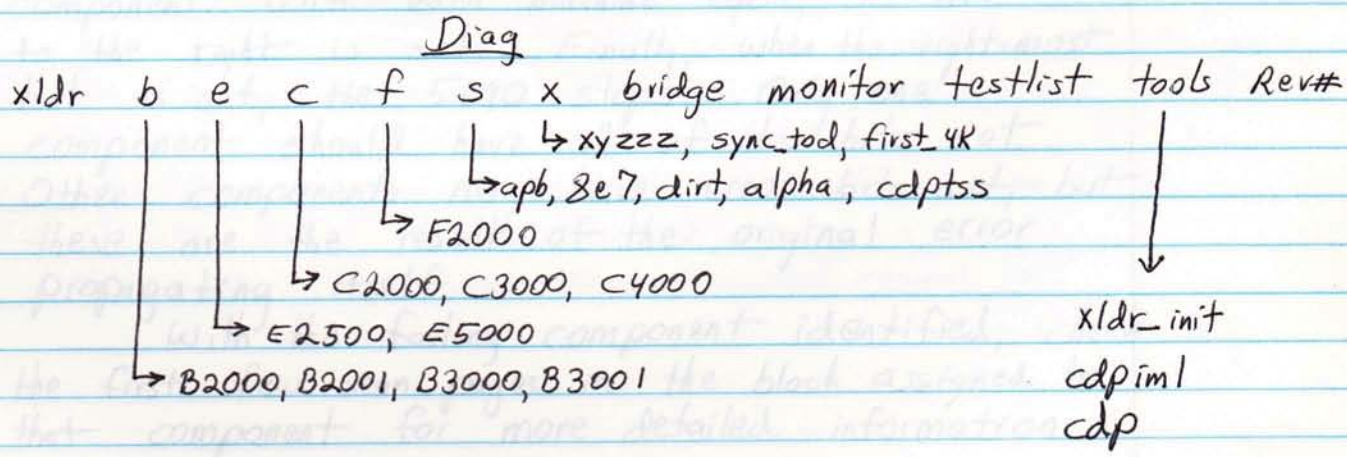 Diag
xldr b e c f s x bridge monitor testlist tools Rev#
xyzzz, sync_tod, first_4K
apb, 8e7, dirt, alpha, cdptss
F2000
C2000, C3000, C4000
E2500, E5000
B2000, B2001, B3000, B3001
xldr_init
cdpiml
cdp